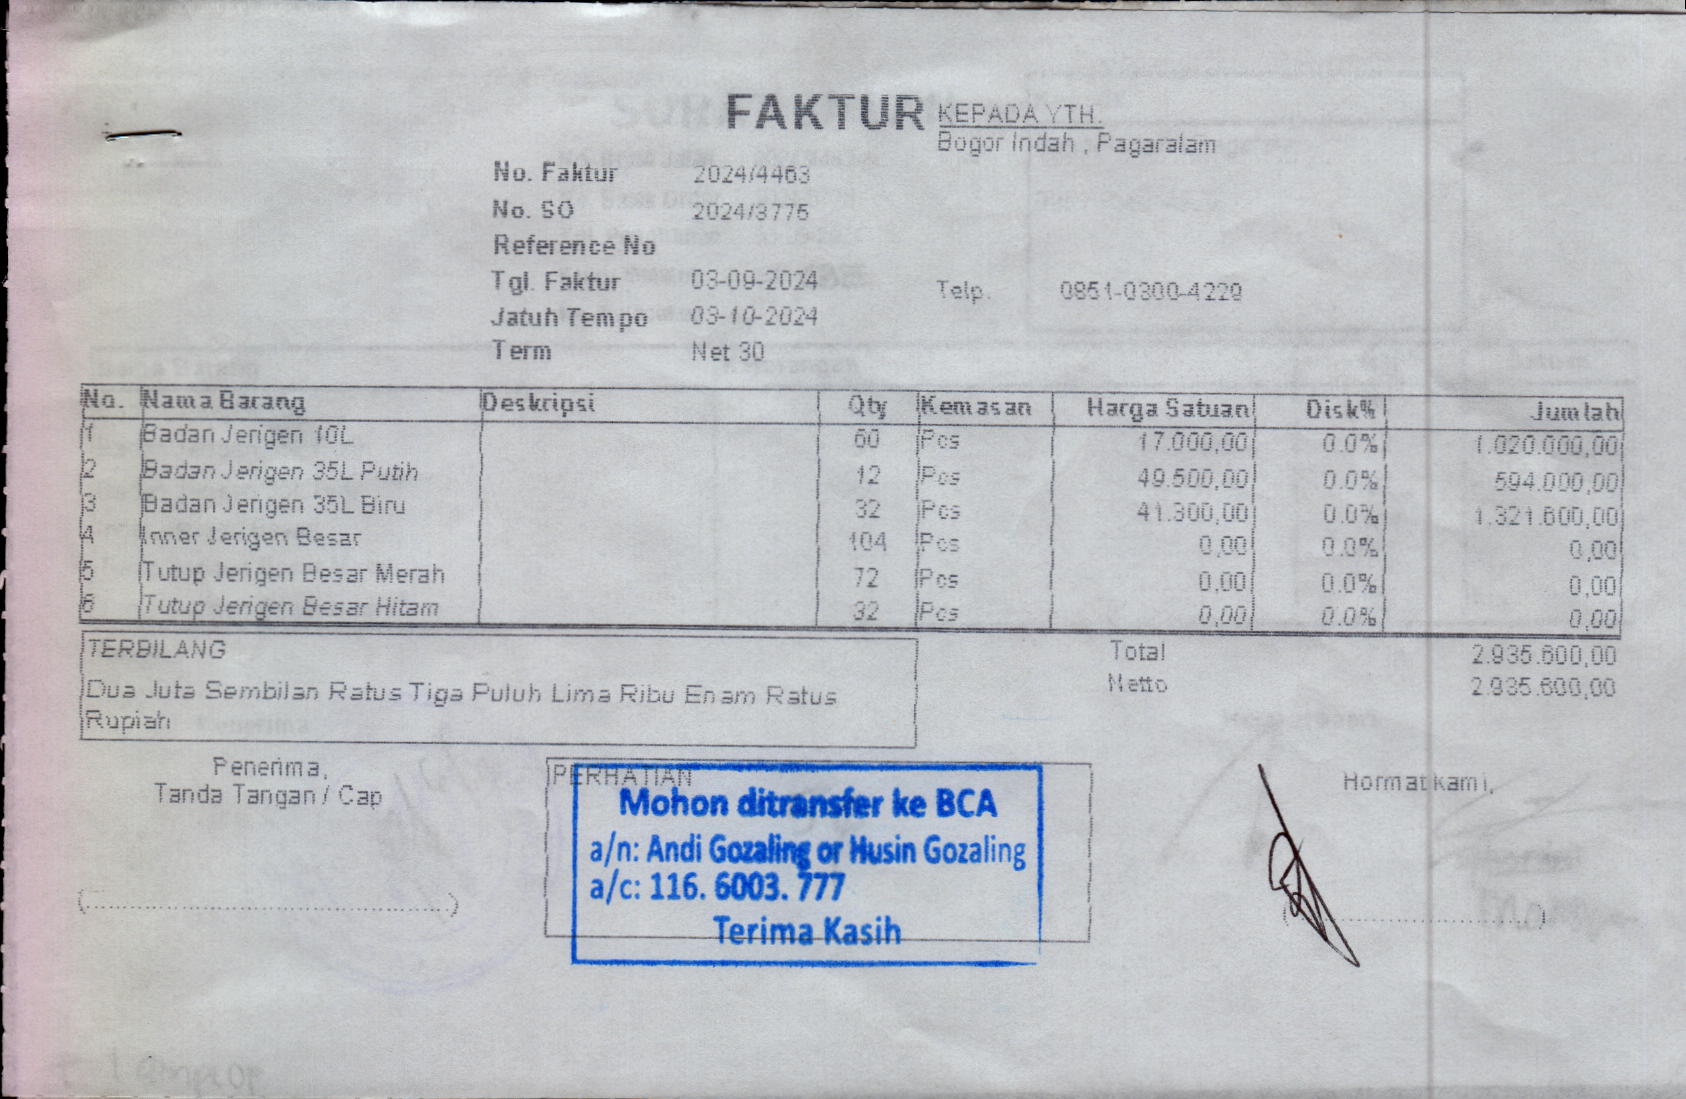 FAKTUR
KEPADA YTH.
Bogor Indah , Pagaralam
No. Faktur 2024/4463
No. SO 2024/3775
Reference No
Tgl. Faktur 03-09-2024
Telp. 0851-0300-4229
Jatuh Tempo 03-10-2024
Term Net 30
No. Nama Barang Deskripsi Qty Kemasan Harga Satuan Disk% Jumlah
1 Badan Jerigen 10L 60 Pcs 17.000,00 0.0% 1.020.000,00
2 Badan Jerigen 35L Putih 12 Pcs 49.500,00 0.0% 594.000,00
3 Badan Jerigen 35L Biru 32 Pcs 41.300,00 0.0% 1.321.600,00
4 Inner Jerigen Besar 104 Pcs 0,00 0.0% 0,00
5 Tutup Jerigen Besar Merah 72 Pcs 0,00 0.0% 0,00
6 Tutup Jerigen Besar Hitam 32 Pcs 0,00 0.0% 0,00
TERBILANG
Dua Juta Sembilan Ratus Tiga Puluh Lima Ribu Enam Ratus
Rupiah
Total 2.935.600,00
Netto 2.935.600,00
Penerima,
Tanda Tangan / Cap
PERHATIAN
Mohon ditransfer ke BCA
a/n: Andi Gozaling or Husin Gozaling
a/c: 116. 6003. 777
Terima Kasih
Hormat kami,